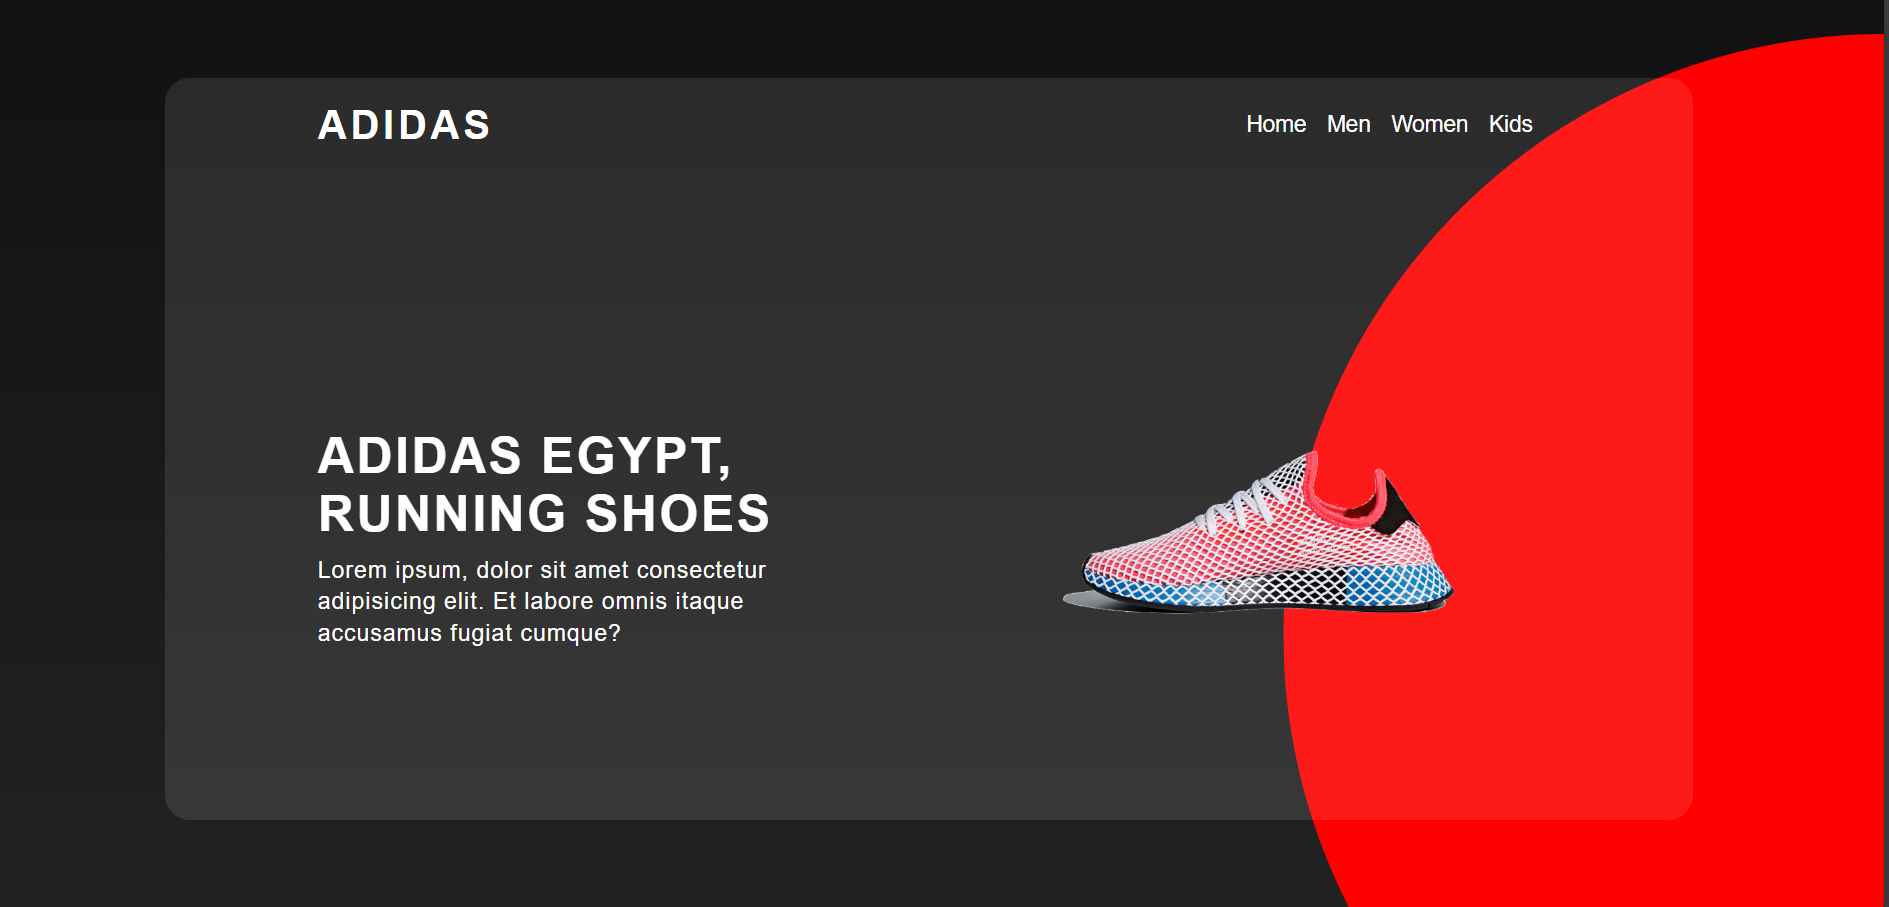 ADIDAS
Home Men Women Kids
ADIDAS EGYPT,
RUNNING SHOES
Lorem ipsum, dolor sit amet consectetur
adipisicing elit. Et labore omnis itaque
accusamus fugiat cumque?